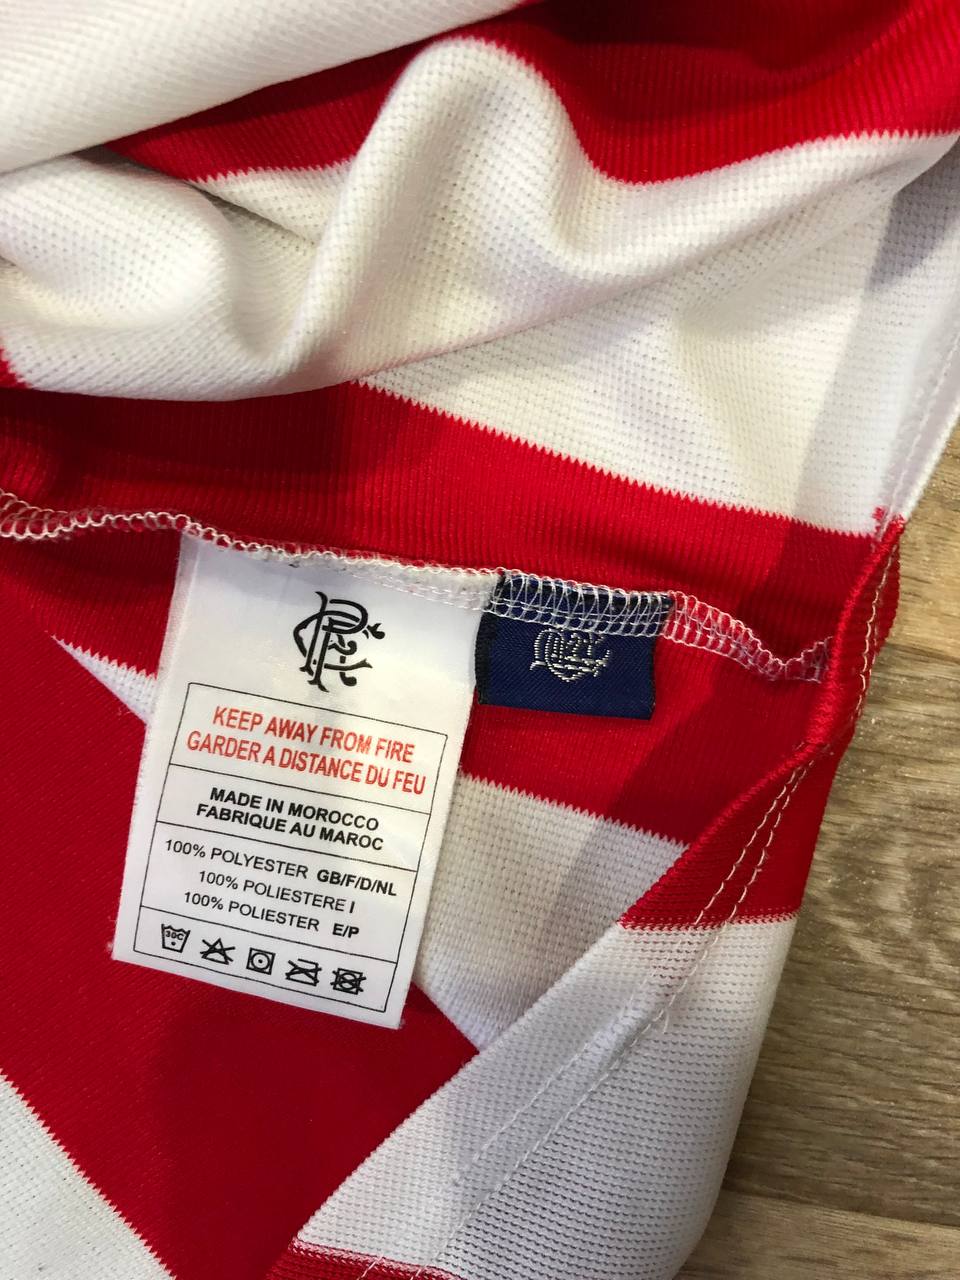 KEEP AWAY FROM FIRE
GARDER A DISTANCE DU FEU
MADE IN MOROCCO
FABRIQUE AU MAROC
100% POLYESTER GB/F/D/NL
100% POLIESTERE I
100% POLIESTER E/P
30C